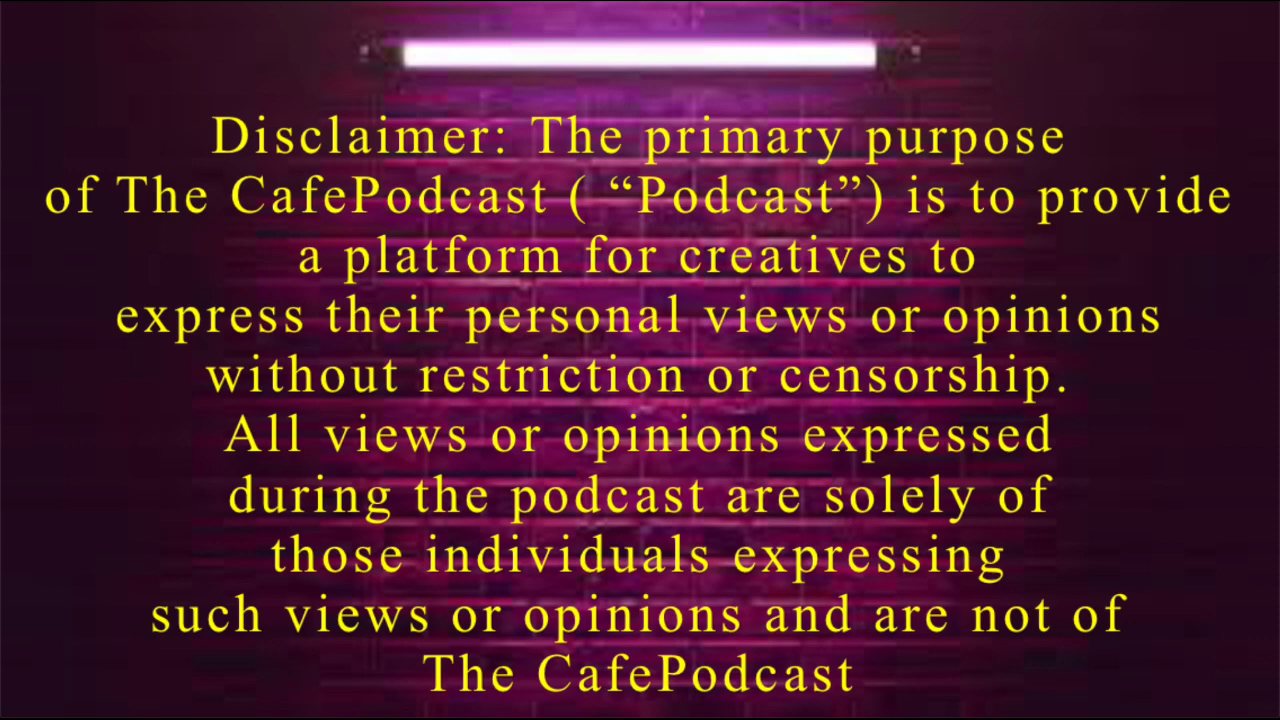 Disclaimer: The primary purpose
of The CafePodcast ( “Podcast”) is to provide
a platform for creatives to
express their personal views or opinions
without restriction or censorship.
All views or opinions expressed
during the podcast are solely of
those individuals expressing
such views or opinions and are not of
The CafePodcast